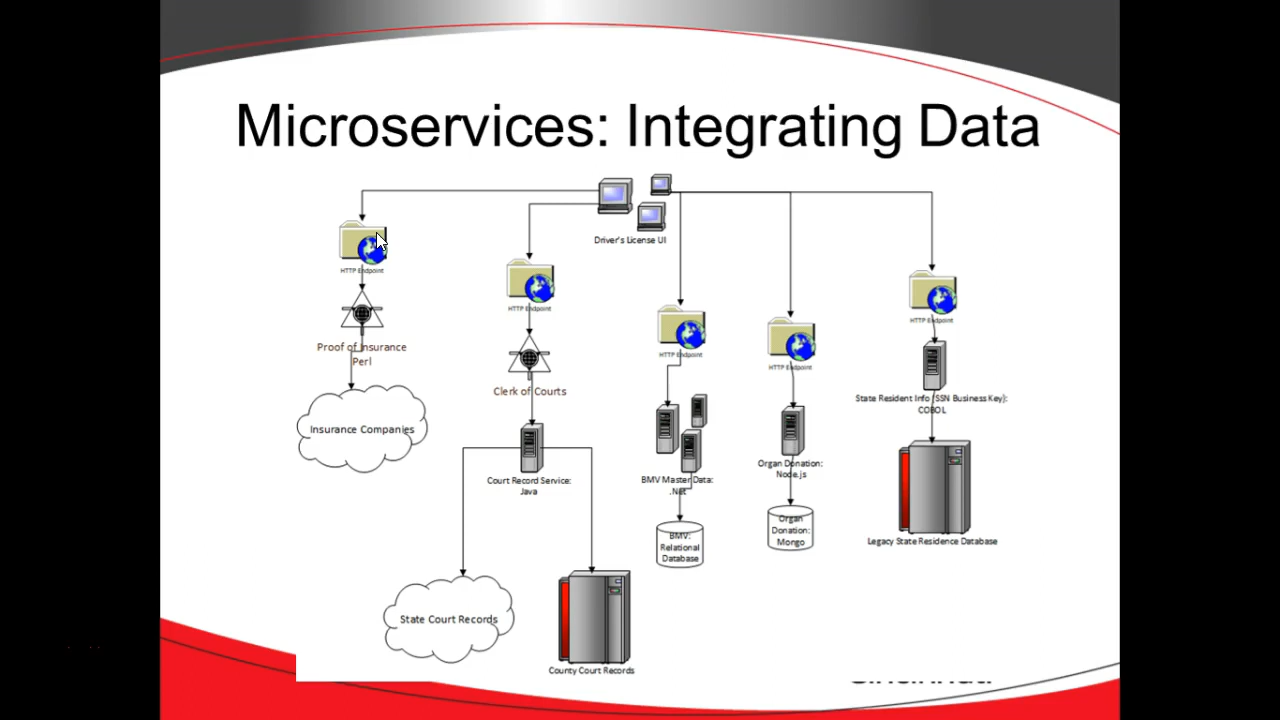 Microservices: Integrating Data
Driver's License UI
HTTP Endpoint
Proof of Insurance
Perl
Insurance Companies
HTTP Endpoint
Clerk of Courts
Court Record Service:
Java
State Court Records
County Court Records
HTTP Endpoint
BMV Master Data:
.Net
BMV:
Relational
Database
HTTP Endpoint
Organ Donation:
Node.js
Organ
Donation:
Mongo
HTTP Endpoint
State Resident Info (SSN Business Key):
COBOL
Legacy State Residence Database